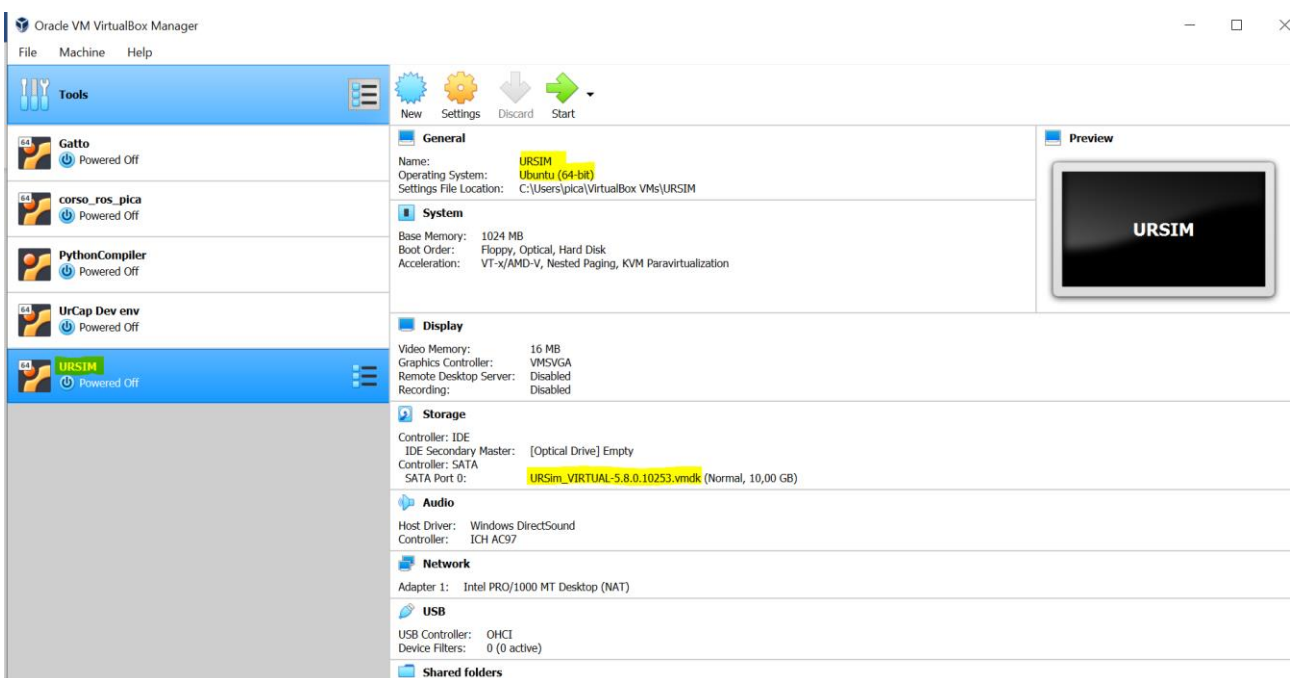 Oracle VM VirtualBox Manager
File Machine Help
Tools
64
Gatto
Powered Off
64
corso_ros_pica
Powered Off
PythonCompiler
Powered Off
64
UrCap Dev env
Powered Off
64
URSIM
Powered Off
New Settings Discard Start
General
Name: URSIM
Operating System: Ubuntu (64-bit)
Settings File Location: C:\Users\pica\VirtualBox VMs\URSIM
System
Base Memory: 1024 MB
Boot Order: Floppy, Optical, Hard Disk
Acceleration: VT-x/AMD-V, Nested Paging, KVM Paravirtualization
Preview
URSIM
Display
Video Memory: 16 MB
Graphics Controller: VMSVGA
Remote Desktop Server: Disabled
Recording: Disabled
Storage
Controller: IDE
IDE Secondary Master: [Optical Drive] Empty
Controller: SATA
SATA Port 0: URSim_VIRTUAL-5.8.0.10253.vmdk (Normal, 10,00 GB)
Audio
Host Driver: Windows DirectSound
Controller: ICH AC97
Network
Adapter 1: Intel PRO/1000 MT Desktop (NAT)
USB
USB Controller: OHCI
Device Filters: 0 (0 active)
Shared folders